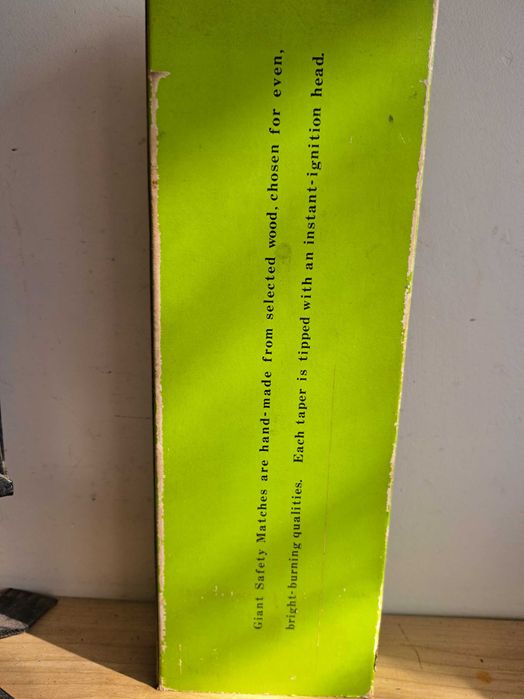 Giant Safety Matches are hand-made from selected wood, chosen for even,
bright-burning qualities. Each taper is tipped with an instant-ignition head.